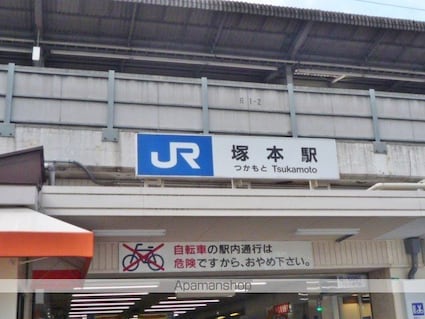 B 1-2
JR 塚本駅
つかもと Tsukamoto
自転車の駅内通行は
危険ですから、おやめ下さい。
Apamanshop